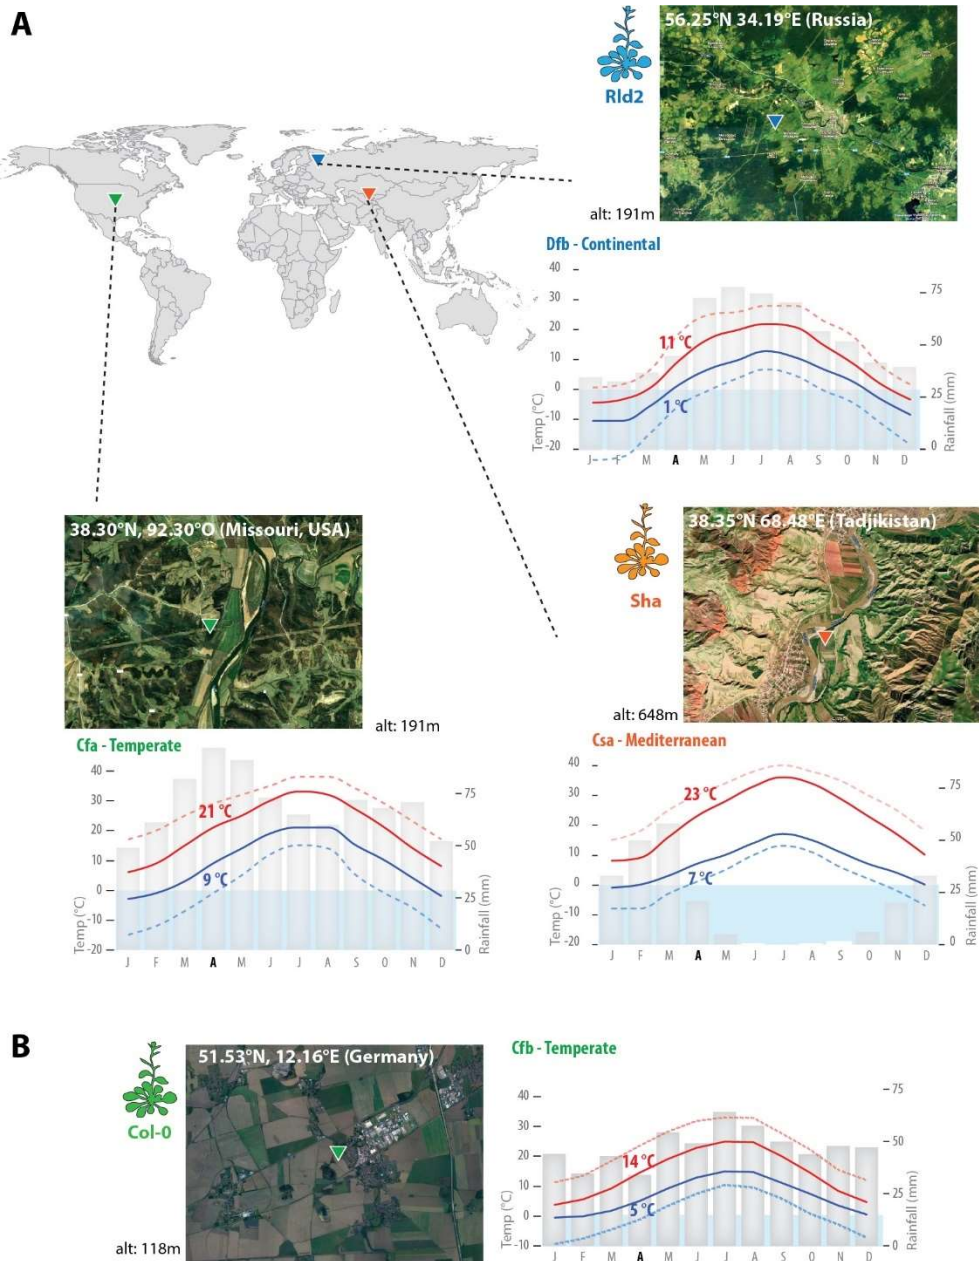 A
56.25°N 34.19°E (Russia)
Rld2
alt: 191m
Dfb - Continental
40
30
20
10
0
-10
-20
Temp (°C)
11 °C
1 °C
75
50
25
0
Rainfall (mm)
J F M A M J J A S O N D
38.30°N, 92.30°O (Missouri, USA)
alt: 191m
Cfa - Temperate
40
30
20
10
0
-10
-20
Temp (°C)
21 °C
9 °C
75
50
25
0
Rainfall (mm)
J F M A M J J A S O N D
38.35°N 68.48°E (Tadjikistan)
Sha
alt: 648m
Csa - Mediterranean
40
30
20
10
0
-10
-20
Temp (°C)
23 °C
7 °C
75
50
25
0
Rainfall (mm)
J F M A M J J A S O N D
B
51.53°N, 12.16°E (Germany)
Col-0
alt: 118m
Cfb - Temperate
40
30
20
10
0
-10
Temp (°C)
14 °C
5 °C
75
50
25
0
Rainfall (mm)
J F M A M J J A S O N D